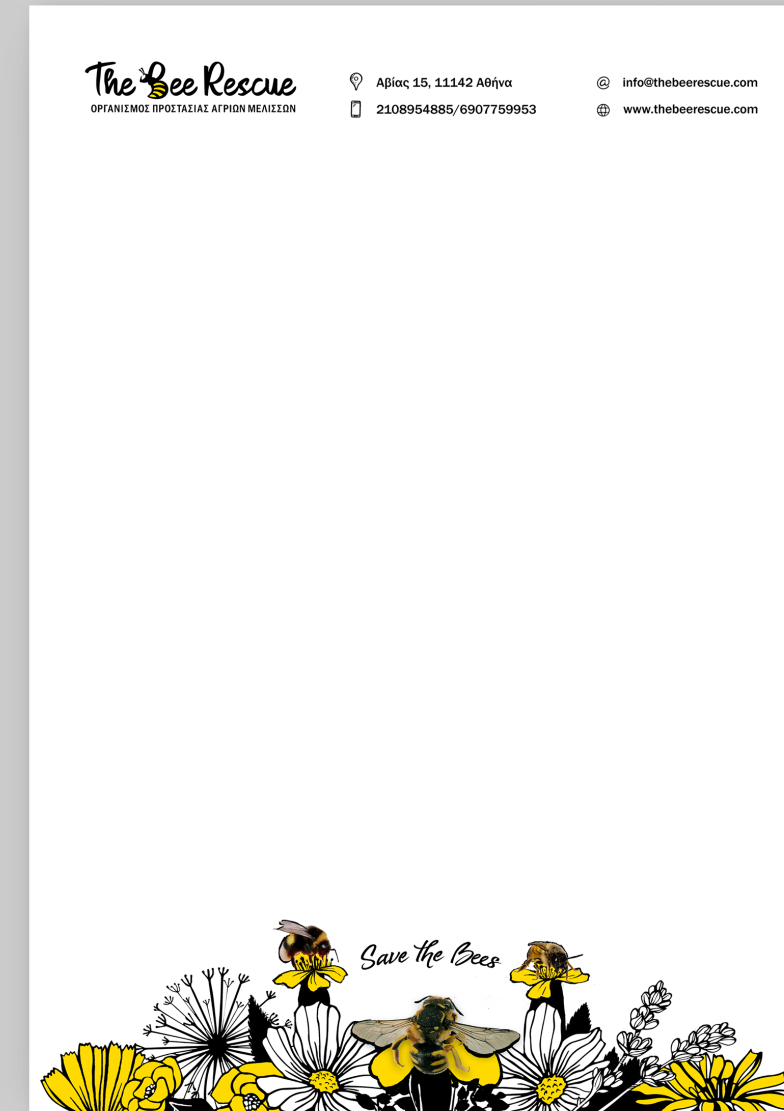 The Bee Rescue
ΟΡΓΑΝΙΣΜΟΣ ΠΡΟΣΤΑΣΙΑΣ ΑΓΡΙΩΝ ΜΕΛΙΣΣΩΝ
Αβίας 15, 11142 Αθήνα
2108954885/6907759953
info@thebeerescue.com
www.thebeerescue.com
Save the Bees